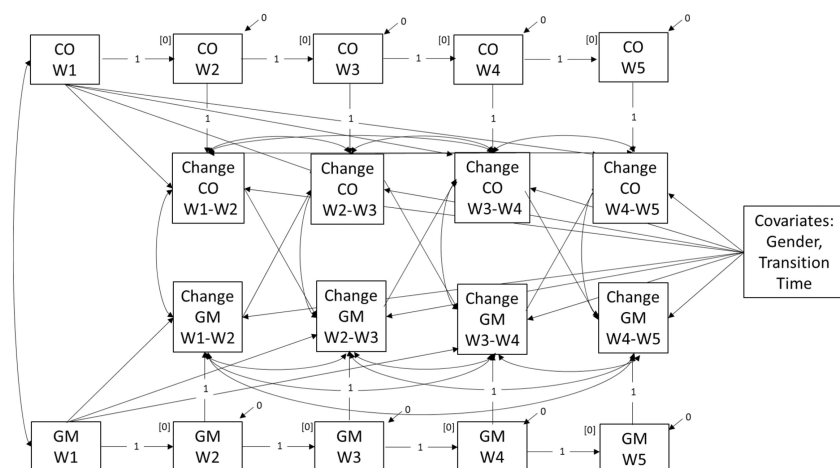 0 0 0 0
[0] [0] [0] [0]
CO CO CO CO CO
W1 W2 W3 W4 W5
1 1 1 1
1 1 1 1
Change Change Change Change
CO CO CO CO
W1-W2 W2-W3 W3-W4 W4-W5
Covariates:
Gender,
Transition
Time
Change Change Change Change
GM GM GM GM
W1-W2 W2-W3 W3-W4 W4-W5
1 1 1 1
0 0 0 0
[0] [0] [0] [0]
GM GM GM GM GM
W1 W2 W3 W4 W5
1 1 1 1